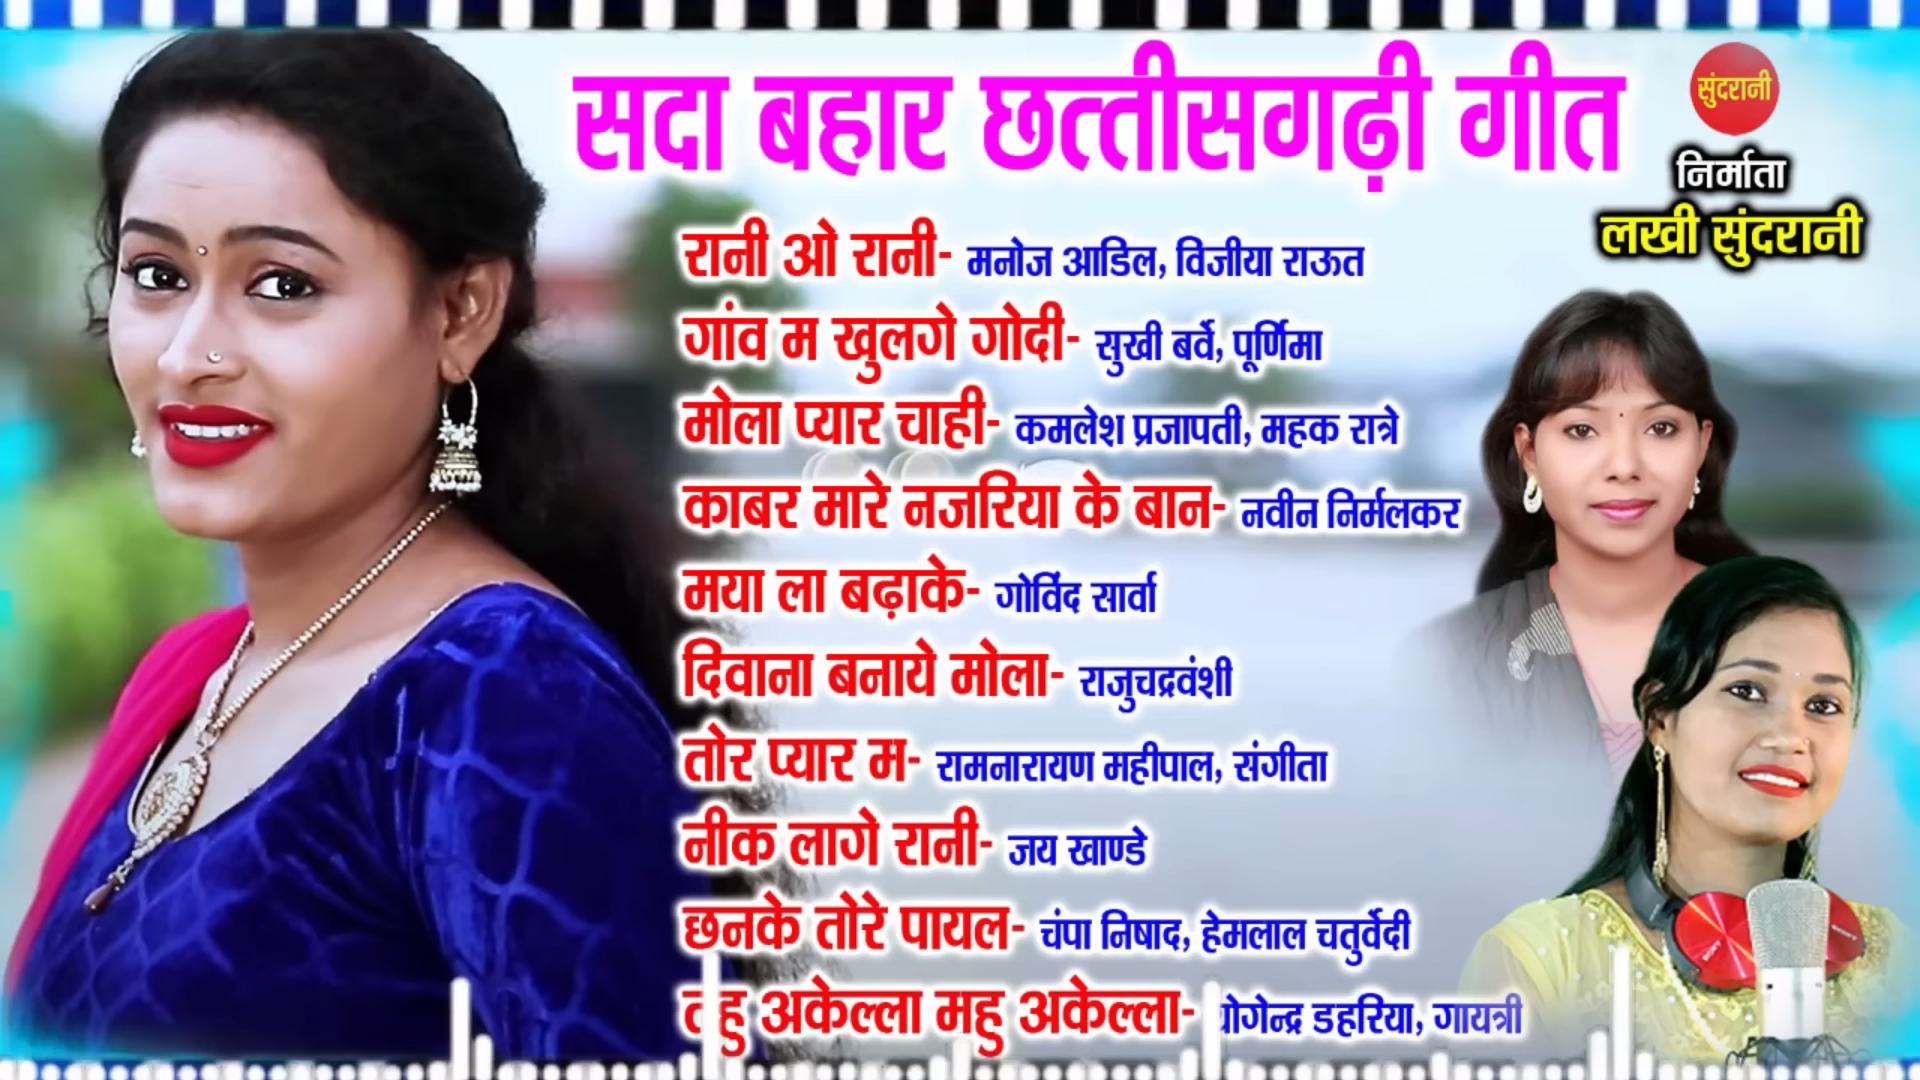 सदा बहार छत्तीसगढ़ी गीत
सुंदरानी
निर्माता
लखी सुंदरानी
रानी ओ रानी- मनोज आडिल, विजीया राऊत
गांव म खुलगे गोदी- सुखी बर्वे, पूर्णिमा
मोला प्यार चाही- कमलेश प्रजापती, महक रात्रे
काबर मारे नजरिया के बान- नवीन निर्मलकर
मया ला बढ़ाके- गोविंद सार्वा
दिवाना बनाये मोला- राजुचद्रवंशी
तोर प्यार म- रामनारायण महीपाल, संगीता
नीक लागे रानी- जय खाण्डे
छनके तोरे पायल- चंपा निषाद, हेमलाल चतुर्वेदी
तहु अकेल्ला महु अकेल्ला- योगेन्द्र डहरिया, गायत्री